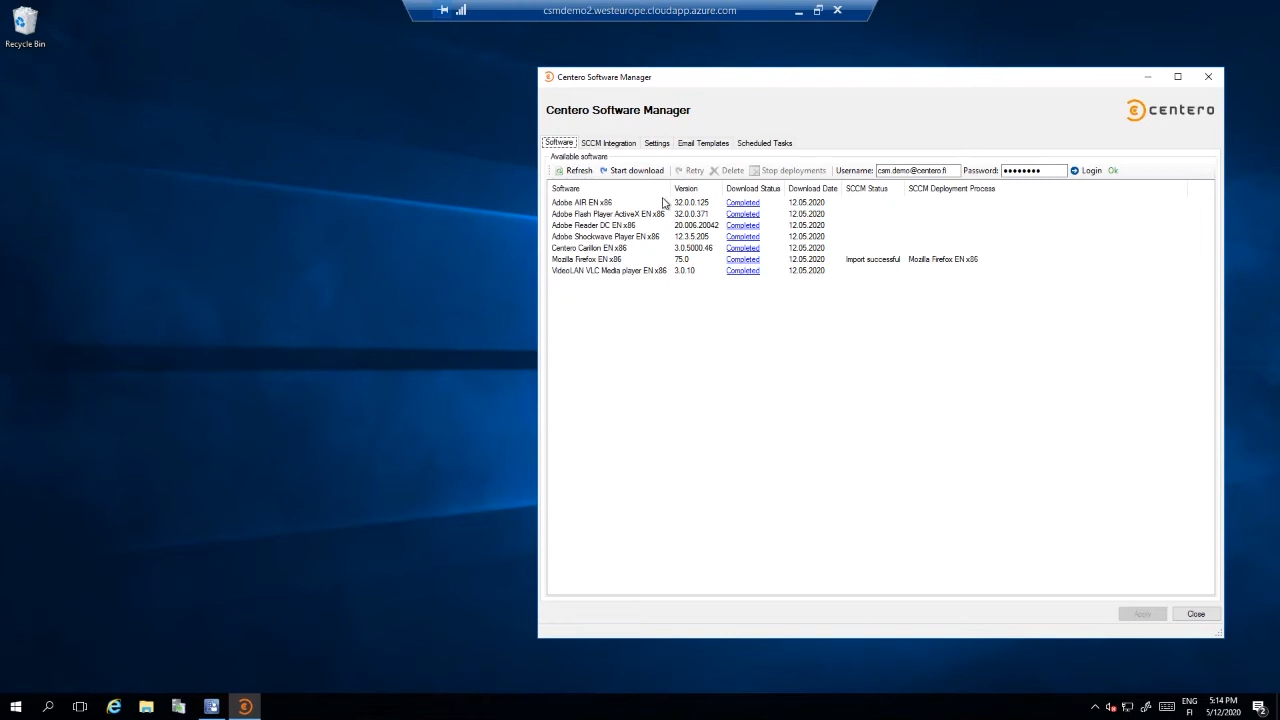 csmdemo2.westeurope.cloudapp.azure.com
Recycle Bin
Centero Software Manager
Centero Software Manager
centero
Software SCCM Integration Settings Email Templates Scheduled Tasks
Available software
Refresh Start download Retry Delete Stop deployments Username: csm.demo@centero.fi Password: •••••••• Login Ok
Software Version Download Status Download Date SCCM Status SCCM Deployment Process
Adobe AIR EN x86 32.0.0.125 Completed 12.05.2020
Adobe Flash Player ActiveX EN x86 32.0.0.371 Completed 12.05.2020
Adobe Reader DC EN x86 20.006.20042 Completed 12.05.2020
Adobe Shockwave Player EN x86 12.3.5.205 Completed 12.05.2020
Centero Carillon EN x86 3.0.5000.46 Completed 12.05.2020
Mozilla Firefox EN x86 75.0 Completed 12.05.2020 Import successful Mozilla Firefox EN x86
VideoLAN VLC Media player EN x86 3.0.10 Completed 12.05.2020
Apply Close
ENG 5:14 PM
FI 5/12/2020 2